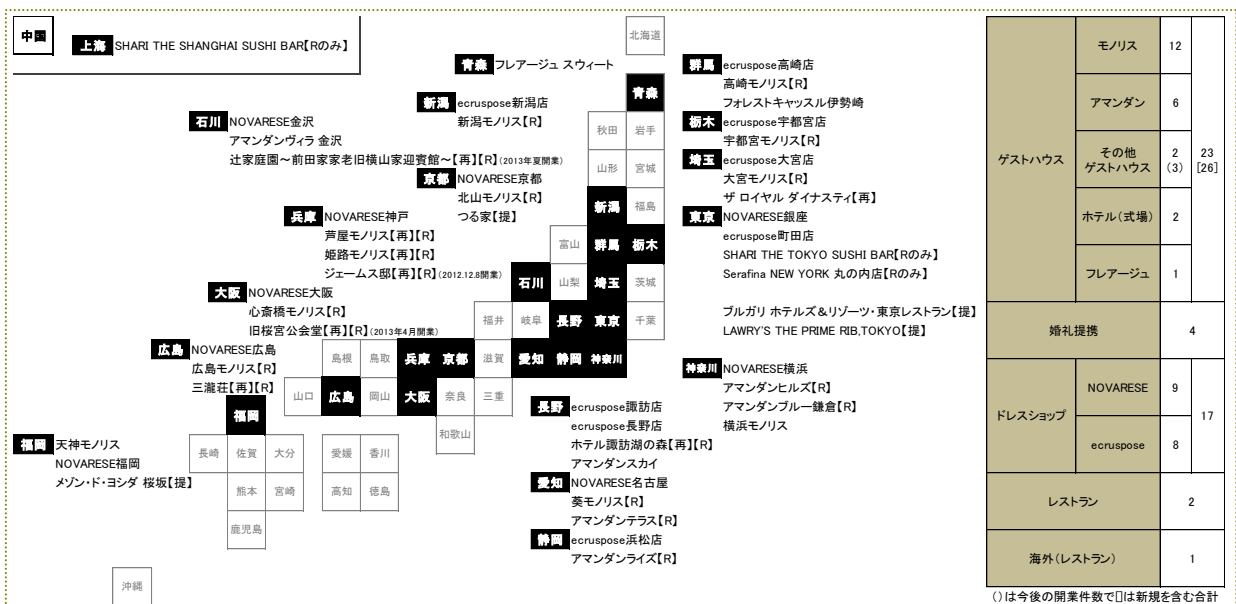 中国
上海 SHARI THE SHANGHAI SUSHI BAR【Rのみ】
青森 フレアージュ スウィート
新潟 ecruspose新潟店
新潟モノリス【R】
石川 NOVARESE金沢
アマンダンヴィラ 金沢
辻家庭園～前田家家老旧横山家迎賓館～【再】【R】(2013年夏開業)
京都 NOVARESE京都
北山モノリス【R】
つる家【提】
兵庫 NOVARESE神戸
芦屋モノリス【再】【R】
姫路モノリス【再】【R】
ジェームス邸【再】【R】(2012.12.8開業)
大阪 NOVARESE大阪
心斎橋モノリス【R】
旧桜宮公会堂【再】【R】(2013年4月開業)
広島 NOVARESE広島
広島モノリス【R】
三瀧荘【再】【R】
福岡 天神モノリス
NOVARESE福岡
メゾン・ド・ヨシダ 桜坂【提】
群馬 ecruspose高崎店
高崎モノリス【R】
フォレストキャッスル伊勢崎
栃木 ecruspose宇都宮店
宇都宮モノリス【R】
埼玉 ecruspose大宮店
大宮モノリス【R】
ザ ロイヤル ダイナスティ【再】
東京 NOVARESE銀座
ecruspose町田店
SHARI THE TOKYO SUSHI BAR【Rのみ】
Serafina NEW YORK 丸の内店【Rのみ】
ブルガリ ホテルズ＆リゾーツ・東京レストラン【提】
LAWRY'S THE PRIME RIB,TOKYO【提】
神奈川 NOVARESE横浜
アマンダンヒルズ【R】
アマンダンブルー鎌倉【R】
横浜モノリス
長野 ecruspose諏訪店
ecruspose長野店
ホテル諏訪湖の森【再】【R】
アマンダンスカイ
愛知 NOVARESE名古屋
葵モノリス【R】
アマンダンテラス【R】
静岡 ecruspose浜松店
アマンダンライズ【R】
北海道
青森
秋田 岩手
山形 宮城
新潟 福島
富山 群馬 栃木
石川 山梨 埼玉 茨城
福井 岐阜 長野 東京 千葉
島根 鳥取 兵庫 京都 滋賀 愛知 静岡 神奈川
山口 広島 岡山 大阪 奈良 三重
福岡 和歌山
長崎 佐賀 大分 愛媛 香川
熊本 宮崎 高知 徳島
鹿児島
沖縄
ゲストハウス
モノリス 12
アマンダン 6
その他
ゲストハウス
2
(3)
ホテル(式場) 2
フレアージュ 1
23
[26]
婚礼提携 4
ドレスショップ
NOVARESE 9
ecruspose 8
17
レストラン 2
海外(レストラン) 1
()は今後の開業件数で[]は新規を含む合計